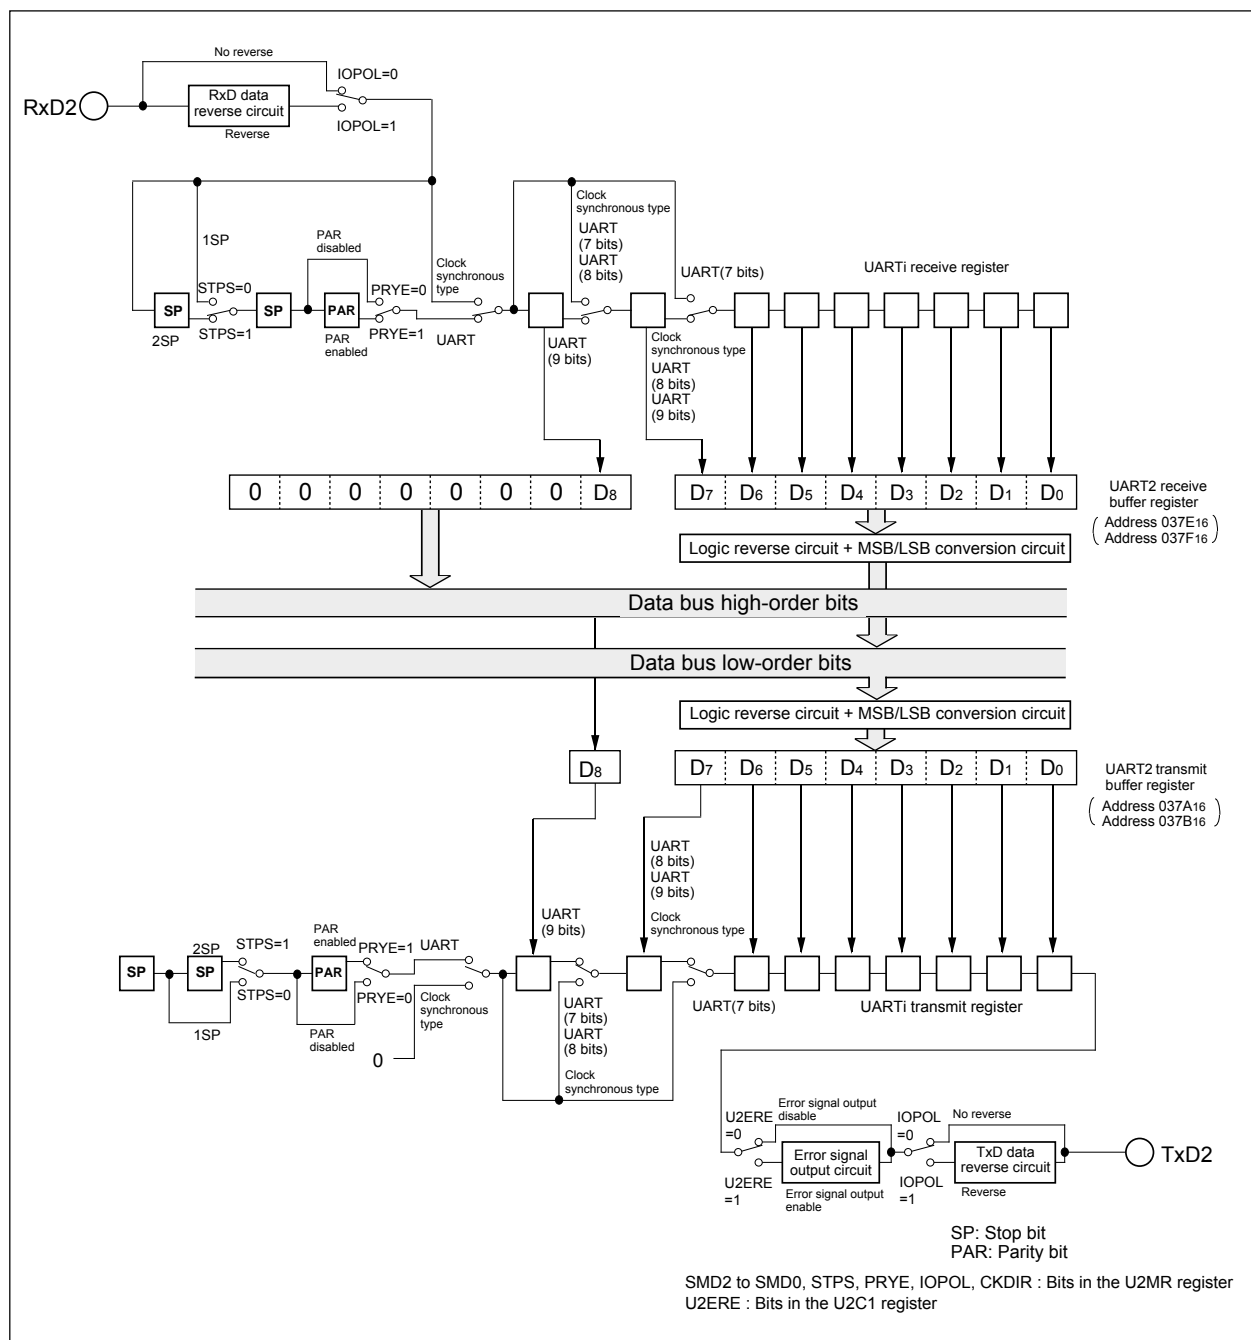 No reverse
IOPOL=0
RxD2
RxD data
reverse circuit
IOPOL=1
Reverse
Clock
synchronous type
1SP
PAR
disabled
UART
(7 bits)
UART
(8 bits)
Clock
synchronous
type
UART(7 bits)
UARTi receive register
STPS=0
PRYE=0
SP
SP
PAR
2SP
STPS=1
PAR
enabled
PRYE=1
UART
UART
(9 bits)
Clock
synchronous type
UART
(8 bits)
UART
(9 bits)
0 0 0 0 0 0 0 D8
D7 D6 D5 D4 D3 D2 D1 D0
UART2 receive
buffer register
( Address 037E16
Address 037F16 )
Logic reverse circuit + MSB/LSB conversion circuit
Data bus high-order bits
Data bus low-order bits
Logic reverse circuit + MSB/LSB conversion circuit
D8
D7 D6 D5 D4 D3 D2 D1 D0
UART2 transmit
buffer register
( Address 037A16
Address 037B16 )
UART
(8 bits)
UART
(9 bits)
UART
(9 bits)
Clock
synchronous type
2SP
STPS=1
PAR
enabled
PRYE=1
UART
SP
SP
PAR
STPS=0
PRYE=0
1SP
PAR
disabled
Clock
synchronous
type
0
UART
(7 bits)
UART
(8 bits)
UART(7 bits)
UARTi transmit register
Clock
synchronous type
U2ERE
=0
Error signal output
disable
IOPOL
=0
No reverse
Error signal
output circuit
TxD data
reverse circuit
TxD2
U2ERE
=1
Error signal output
enable
IOPOL
=1
Reverse
SP: Stop bit
PAR: Parity bit
SMD2 to SMD0, STPS, PRYE, IOPOL, CKDIR : Bits in the U2MR register
U2ERE : Bits in the U2C1 register